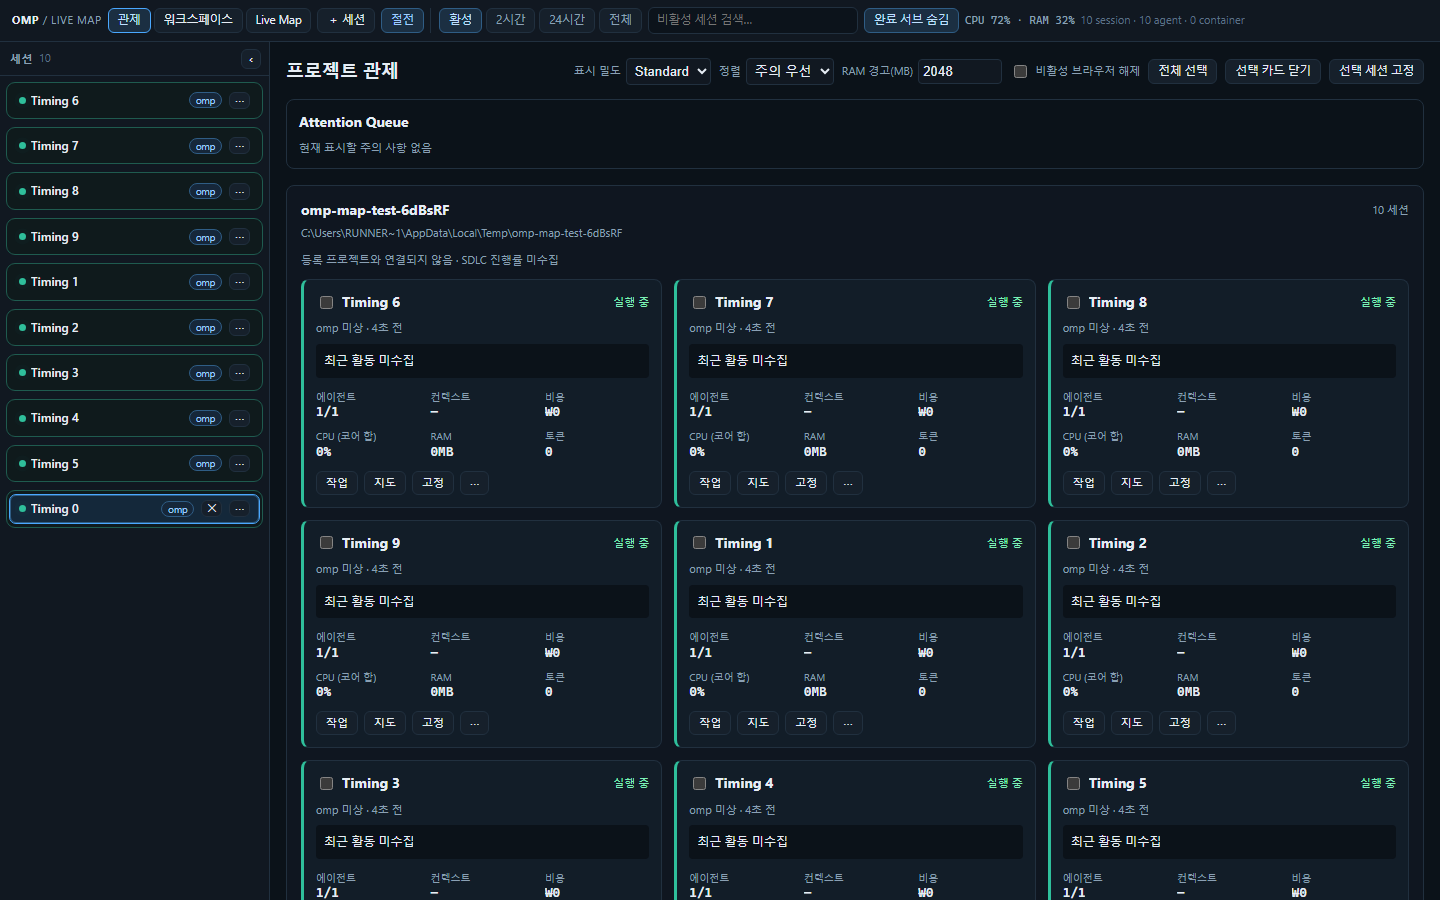 OMP / LIVE MAP 관제 워크스페이스 Live Map + 세션 절전 활성 2시간 24시간 전체 비활성 세션 검색... 완료 서브 숨김 CPU 72% · RAM 32% 10 session · 10 agent · 0 container
세션 10 ‹
Timing 6 omp ...
Timing 7 omp ...
Timing 8 omp ...
Timing 9 omp ...
Timing 1 omp ...
Timing 2 omp ...
Timing 3 omp ...
Timing 4 omp ...
Timing 5 omp ...
Timing 0 omp × ...
프로젝트 관제 표시 밀도 Standard 정렬 주의 우선 RAM 경고(MB) 2048 비활성 브라우저 해제 전체 선택 선택 카드 닫기 선택 세션 고정
Attention Queue
현재 표시할 주의 사항 없음
omp-map-test-6dBsRF 10 세션
C:\Users\RUNNER~1\AppData\Local\Temp\omp-map-test-6dBsRF
등록 프로젝트와 연결되지 않음 · SDLC 진행률 미수집
Timing 6 실행 중
omp 미상 · 4초 전
최근 활동 미수집
에이전트 컨텍스트 비용
1/1 — ₩0
CPU (코어 합) RAM 토큰
0% 0MB 0
작업 지도 고정 ...
Timing 7 실행 중
omp 미상 · 4초 전
최근 활동 미수집
에이전트 컨텍스트 비용
1/1 — ₩0
CPU (코어 합) RAM 토큰
0% 0MB 0
작업 지도 고정 ...
Timing 8 실행 중
omp 미상 · 4초 전
최근 활동 미수집
에이전트 컨텍스트 비용
1/1 — ₩0
CPU (코어 합) RAM 토큰
0% 0MB 0
작업 지도 고정 ...
Timing 9 실행 중
omp 미상 · 4초 전
최근 활동 미수집
에이전트 컨텍스트 비용
1/1 — ₩0
CPU (코어 합) RAM 토큰
0% 0MB 0
작업 지도 고정 ...
Timing 1 실행 중
omp 미상 · 4초 전
최근 활동 미수집
에이전트 컨텍스트 비용
1/1 — ₩0
CPU (코어 합) RAM 토큰
0% 0MB 0
작업 지도 고정 ...
Timing 2 실행 중
omp 미상 · 4초 전
최근 활동 미수집
에이전트 컨텍스트 비용
1/1 — ₩0
CPU (코어 합) RAM 토큰
0% 0MB 0
작업 지도 고정 ...
Timing 3 실행 중
omp 미상 · 4초 전
최근 활동 미수집
에이전트 컨텍스트 비용
1/1 — ₩0
Timing 4 실행 중
omp 미상 · 4초 전
최근 활동 미수집
에이전트 컨텍스트 비용
1/1 — ₩0
Timing 5 실행 중
omp 미상 · 4초 전
최근 활동 미수집
에이전트 컨텍스트 비용
1/1 — ₩0